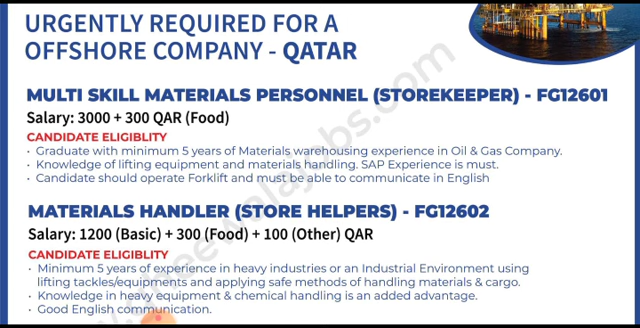 URGENTLY REQUIRED FOR A
OFFSHORE COMPANY - QATAR
MULTI SKILL MATERIALS PERSONNEL (STOREKEEPER) - FG12601
Salary: 3000 + 300 QAR (Food)
CANDIDATE ELIGIBLITY
· Graduate with minimum 5 years of Materials warehousing experience in Oil & Gas Company.
· Knowledge of lifting equipment and materials handling. SAP Experience is must.
· Candidate should operate Forklift and must be able to communicate in English
MATERIALS HANDLER (STORE HELPERS) - FG12602
Salary: 1200 (Basic) + 300 (Food) + 100 (Other) QAR
CANDIDATE ELIGIBLITY
· Minimum 5 years of experience in heavy industries or an Industrial Environment using
lifting tackles/equipments and applying safe methods of handling materials & cargo.
· Knowledge in heavy equipment & chemical handling is an added advantage.
· Good English communication.